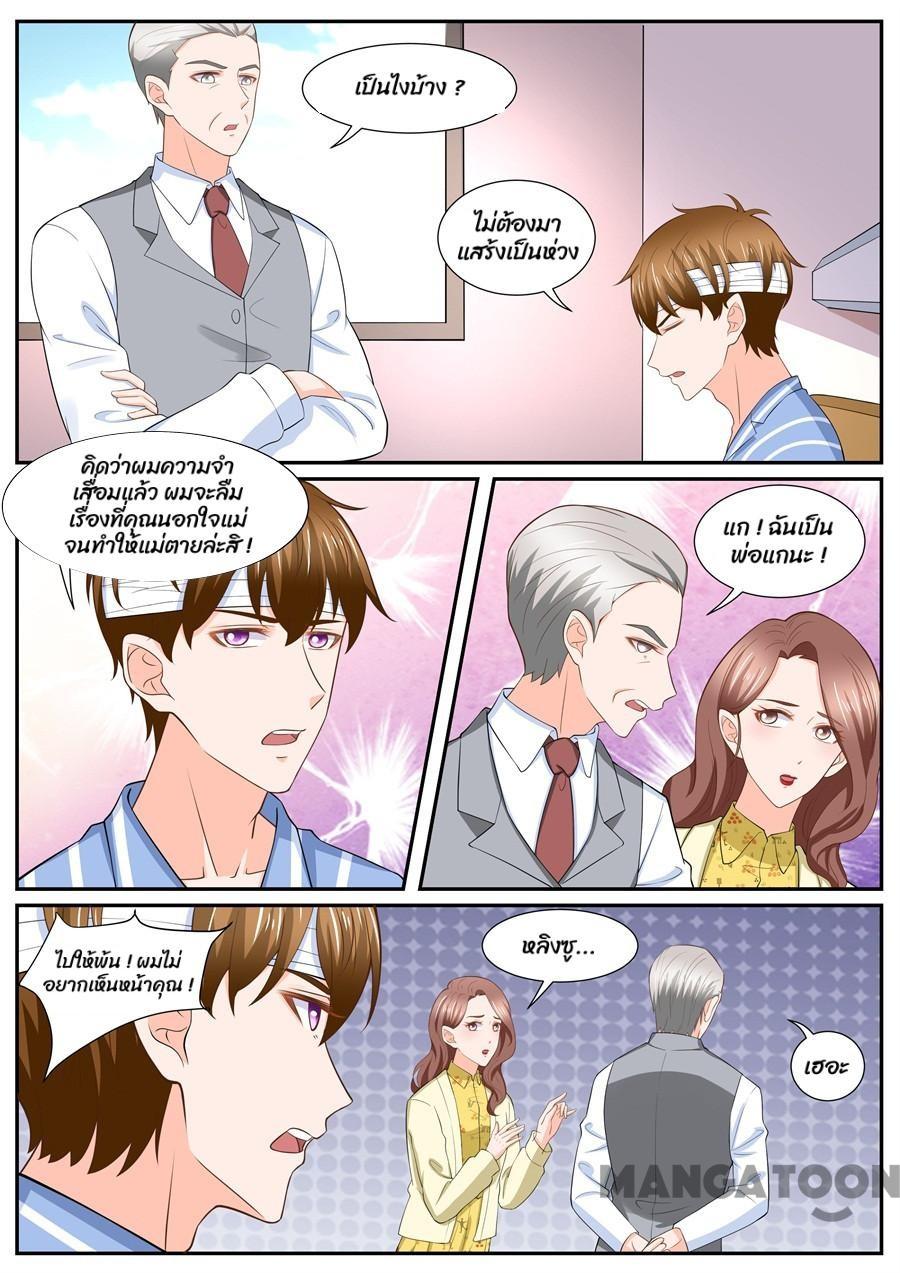 เป็นไงบ้าง ?
ไม่ต้องมา
แสร้งเป็นห่วง
คิดว่าผมความจำ
เสื่อมแล้ว ผมจะลืม
เรื่องที่คุณนอกใจแม่
จนทำให้แม่ตายล่ะสิ !
แก ! ฉันเป็น
พ่อแกนะ !
ไปให้พ้น ! ผมไม่
อยากเห็นหน้าคุณ !
หลิงซู...
เฮอะ
MANGATOON